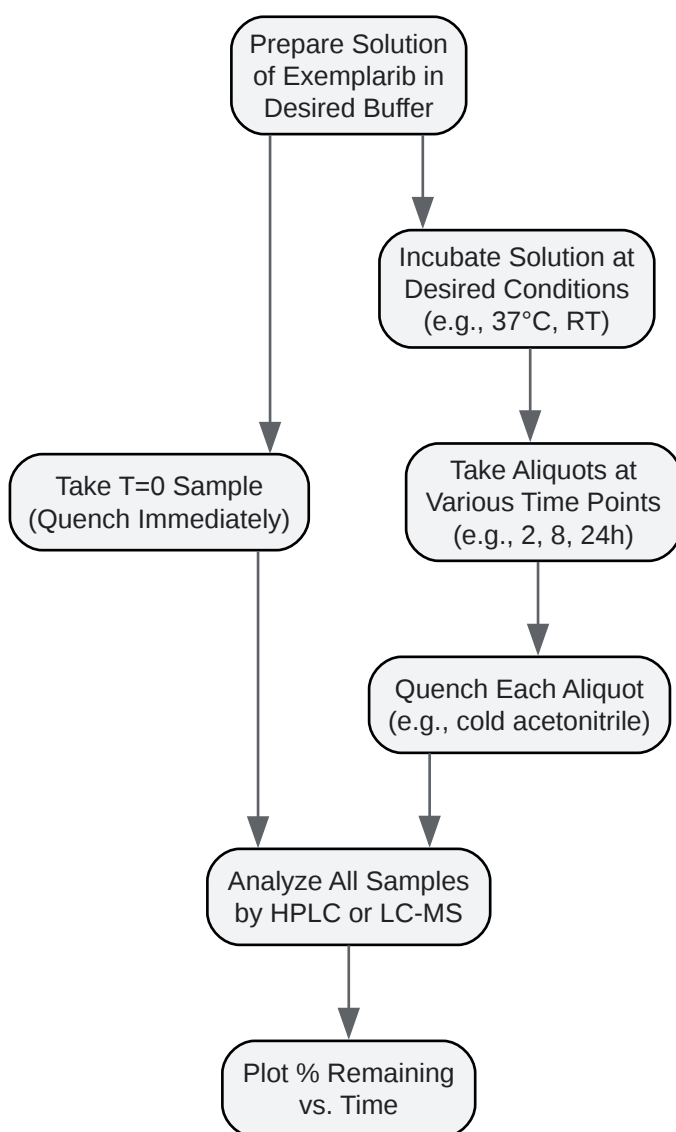 Prepare Solution
of Exemplarib in
Desired Buffer
Incubate Solution at
Desired Conditions
(e.g., 37°C, RT)
Take T=0 Sample
(Quench Immediately)
Take Aliquots at
Various Time Points
(e.g., 2, 8, 24h)
Quench Each Aliquot
(e.g., cold acetonitrile)
Analyze All Samples
by HPLC or LC-MS
Plot % Remaining
vs. Time